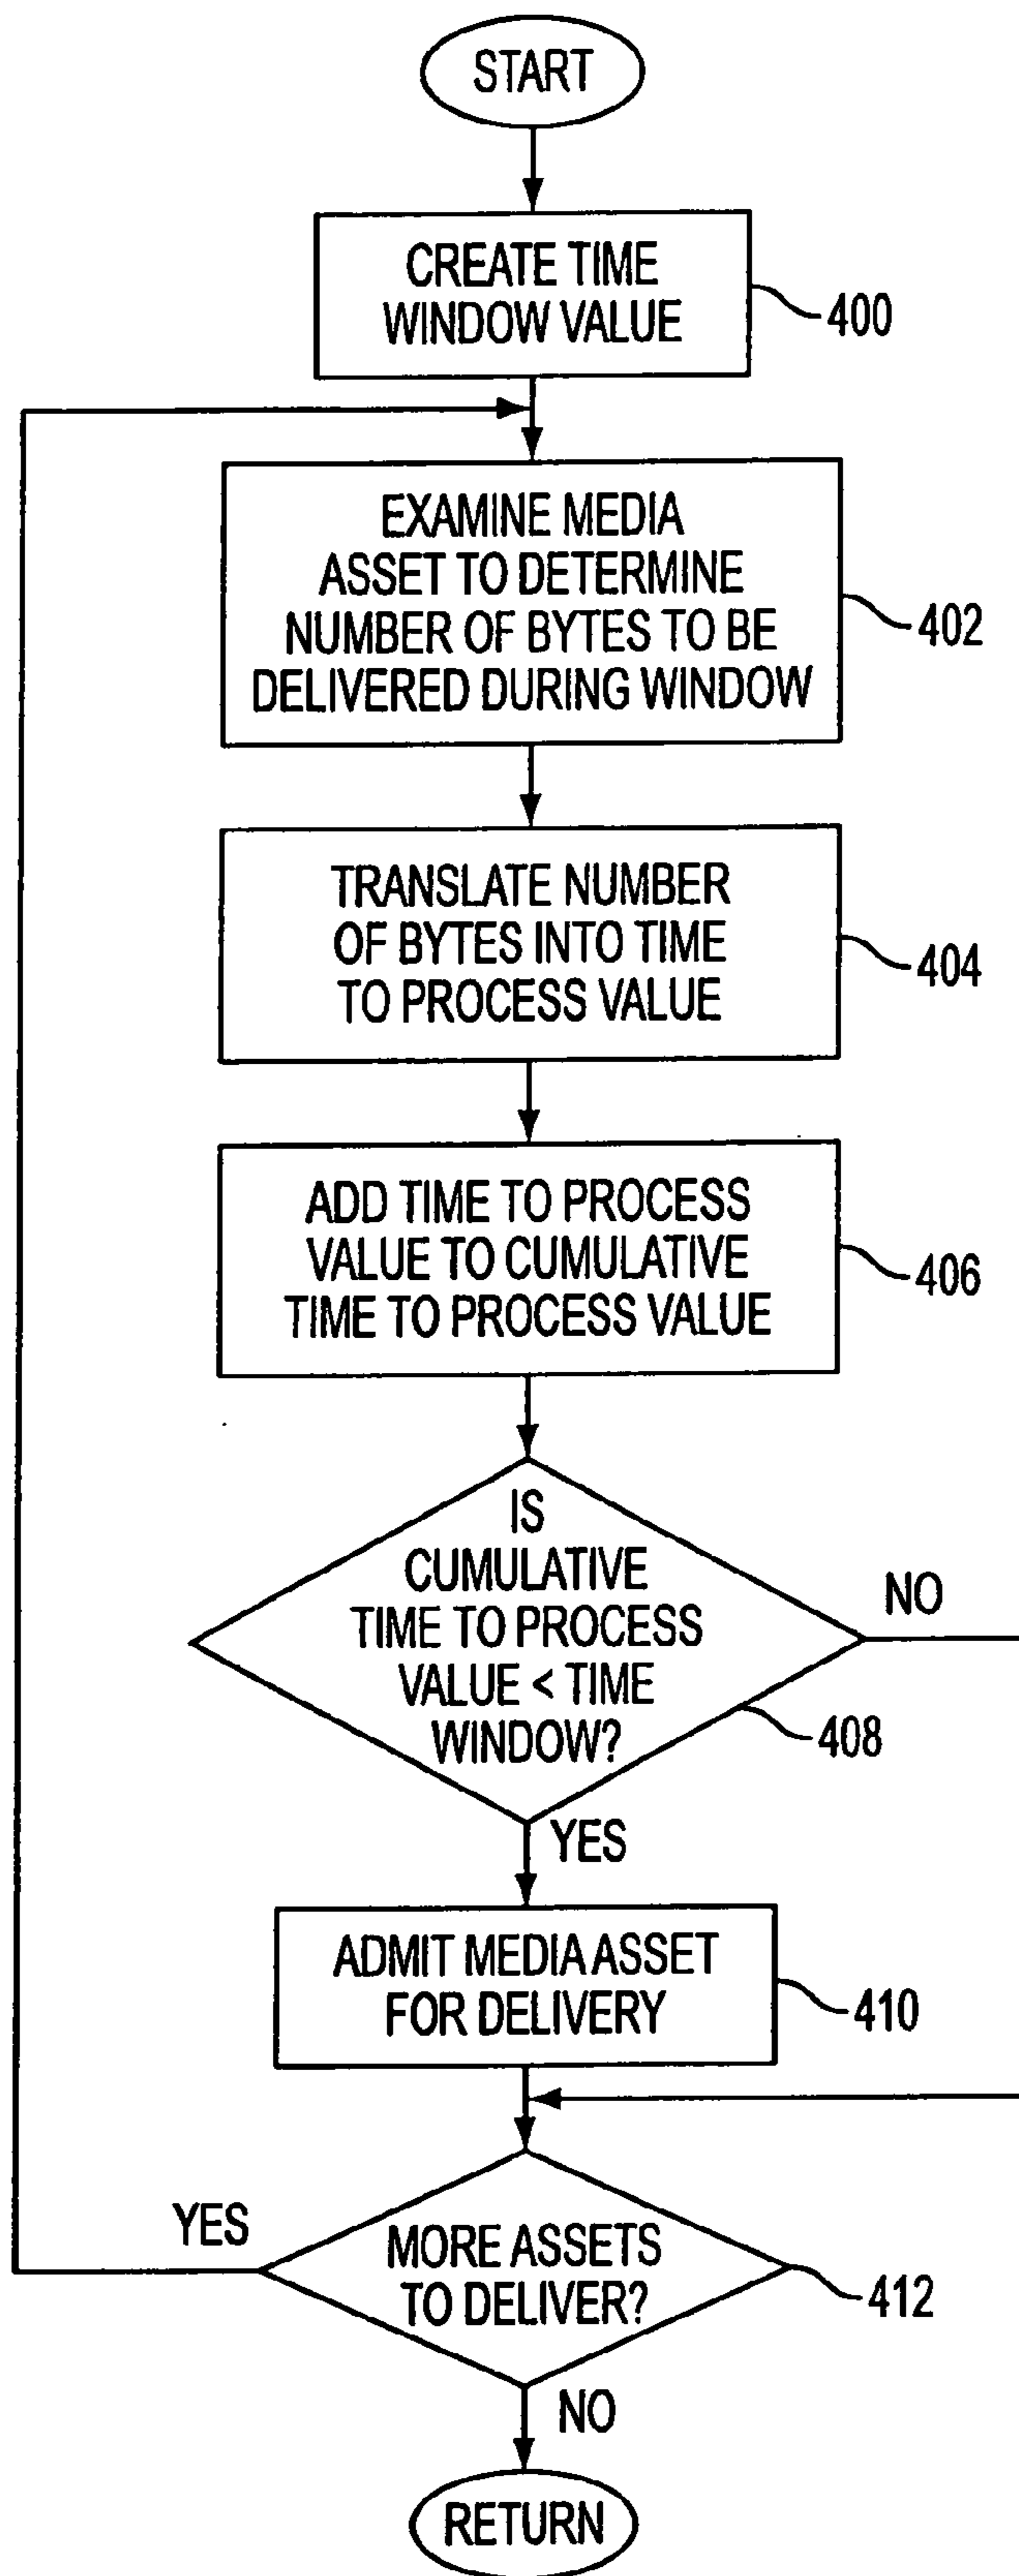 START
CREATE TIME
WINDOW VALUE
400
EXAMINE MEDIA
ASSET TO DETERMINE
NUMBER OF BYTES TO BE
DELIVERED DURING WINDOW
402
TRANSLATE NUMBER
OF BYTES INTO TIME
TO PROCESS VALUE
404
ADD TIME TO PROCESS
VALUE TO CUMULATIVE
TIME TO PROCESS VALUE
406
IS
CUMULATIVE
TIME TO PROCESS
VALUE < TIME
WINDOW?
NO
408
YES
ADMIT MEDIA ASSET
FOR DELIVERY
410
YES
MORE ASSETS
TO DELIVER?
412
NO
RETURN